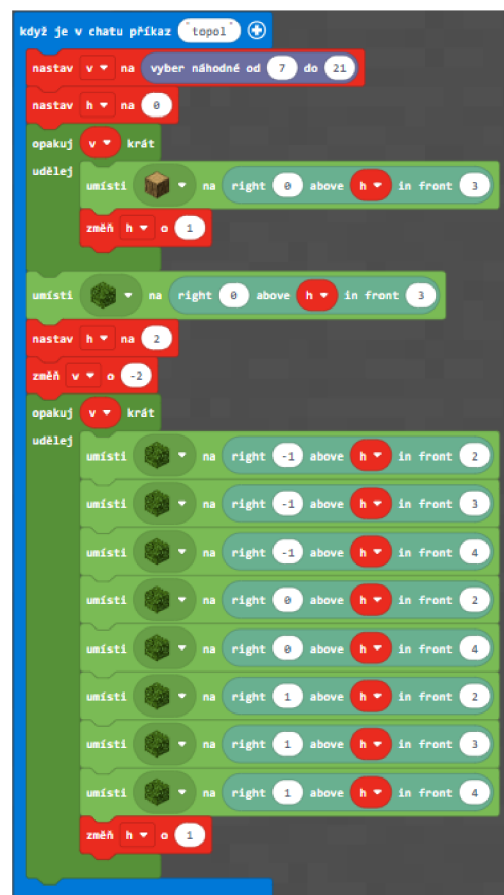 když je v chatu příkaz "topol"
nastav v na vyber náhodné od 7 do 21
nastav h na 0
opakuj v krát
udělej
umísti na right 0 above h in front 3
změň h o 1
umísti na right 0 above h in front 3
nastav h na 2
změň v o -2
opakuj v krát
udělej
umísti na right -1 above h in front 2
umísti na right -1 above h in front 3
umísti na right -1 above h in front 4
umísti na right 0 above h in front 2
umísti na right 0 above h in front 4
umísti na right 1 above h in front 2
umísti na right 1 above h in front 3
umísti na right 1 above h in front 4
změň h o 1